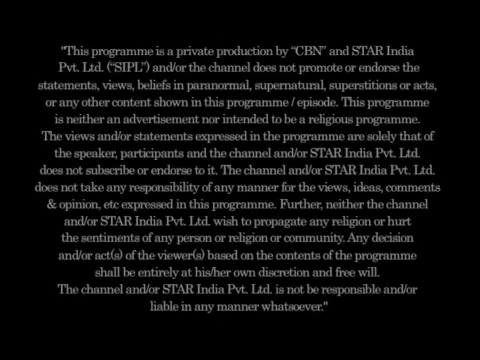 "This programme is a private production by “CBN” and STAR India
Pvt. Ltd. (“SIPL”) and/or the channel does not promote or endorse the
statements, views, beliefs in paranormal, supernatural, superstitions or acts,
or any other content shown in this programme / episode. This programme
is neither an advertisement nor intended to be a religious programme.
The views and/or statements expressed in the programme are solely that of
the speaker, participants and the channel and/or STAR India Pvt. Ltd.
does not subscribe or endorse to it. The channel and/or STAR India Pvt. Ltd.
does not take any responsibility of any manner for the views, ideas, comments
& opinion, etc expressed in this programme. Further, neither the channel
and/or STAR India Pvt. Ltd. wish to propagate any religion or hurt
the sentiments of any person or religion or community. Any decision
and/or act(s) of the viewer(s) based on the contents of the programme
shall be entirely at his/her own discretion and free will.
The channel and/or STAR India Pvt. Ltd. is not be responsible and/or
liable in any manner whatsoever."